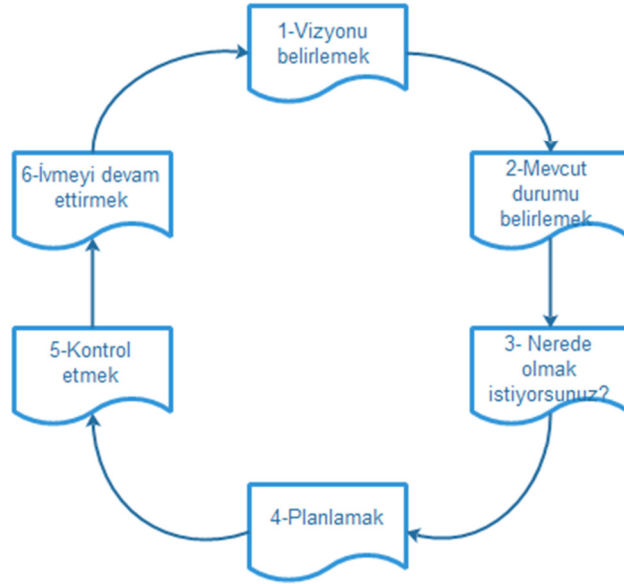 1-Vizyonu
belirlemek
2-Mevcut
durumu
belirlemek
3- Nerede
olmak
istiyorsunuz?
4-Planlamak
5-Kontrol
etmek
6-İvmeyi devam
ettirmek